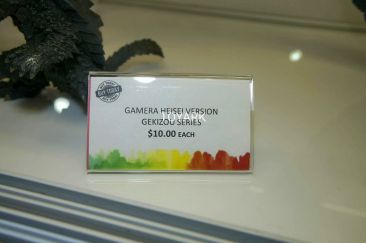 GAMERA HEISEI VERSION
GEKIZOU SERIES
$10.00 EACH